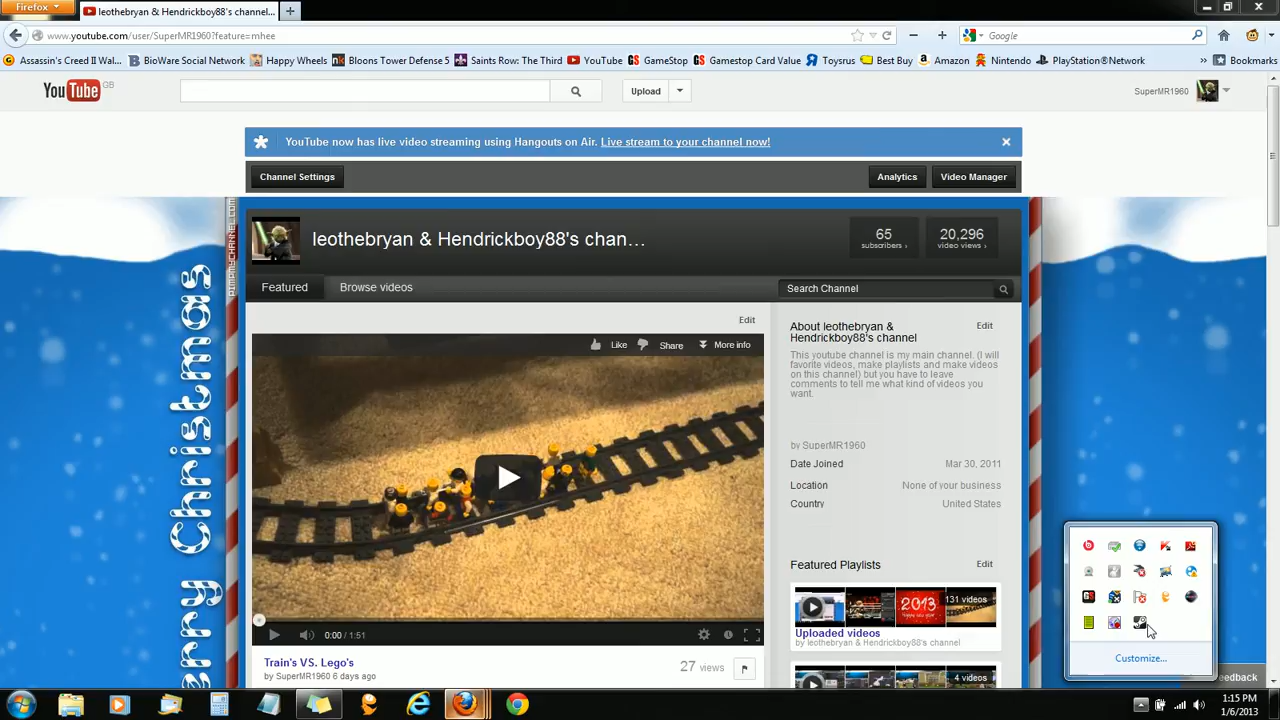 Firefox
leothebryan & Hendrickboy88's channel...
www.youtube.com/user/SuperMR1960?feature=mhee
Google
Assassin's Creed II Wal... BioWare Social Network Happy Wheels Bloons Tower Defense 5 Saints Row: The Third YouTube GameStop Gamestop Card Value Toysrus Best Buy Amazon Nintendo PlayStation®Network » Bookmarks
YouTube GB
Upload
SuperMR1960
YouTube now has live video streaming using Hangouts on Air. Live stream to your channel now!
Channel Settings
Analytics
Video Manager
PIMPMYCHANNEL.COM
erry Christmas
leothebryan & Hendrickboy88's chan...
65
subscribers ›
20,296
video views ›
Featured
Browse videos
Search Channel
Edit
Like
Share
More info
0:00 / 1:51
Train's VS. Lego's
by SuperMR1960 6 days ago
27 views
About leothebryan &
Hendrickboy88's channel
Edit
This youtube channel is my main channel. (I will
favorite videos, make playlists and make videos
on this channel) but you have to leave
comments to tell me what kind of videos you
want.
by SuperMR1960
Date Joined Mar 30, 2011
Location None of your business
Country United States
Featured Playlists
Edit
2013
131 videos
Uploaded videos
by leothebryan & Hendrickboy88's channel
4 videos
Customize...
eedback
1:15 PM
1/6/2013